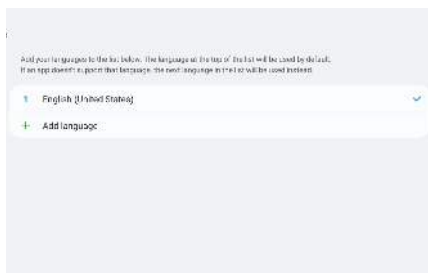 Add your languages to the list below. The language at the top of the list will be used by default.
If an app doesn't support that language, the next language in the list will be used instead.
1 English (United States)
+ Add language